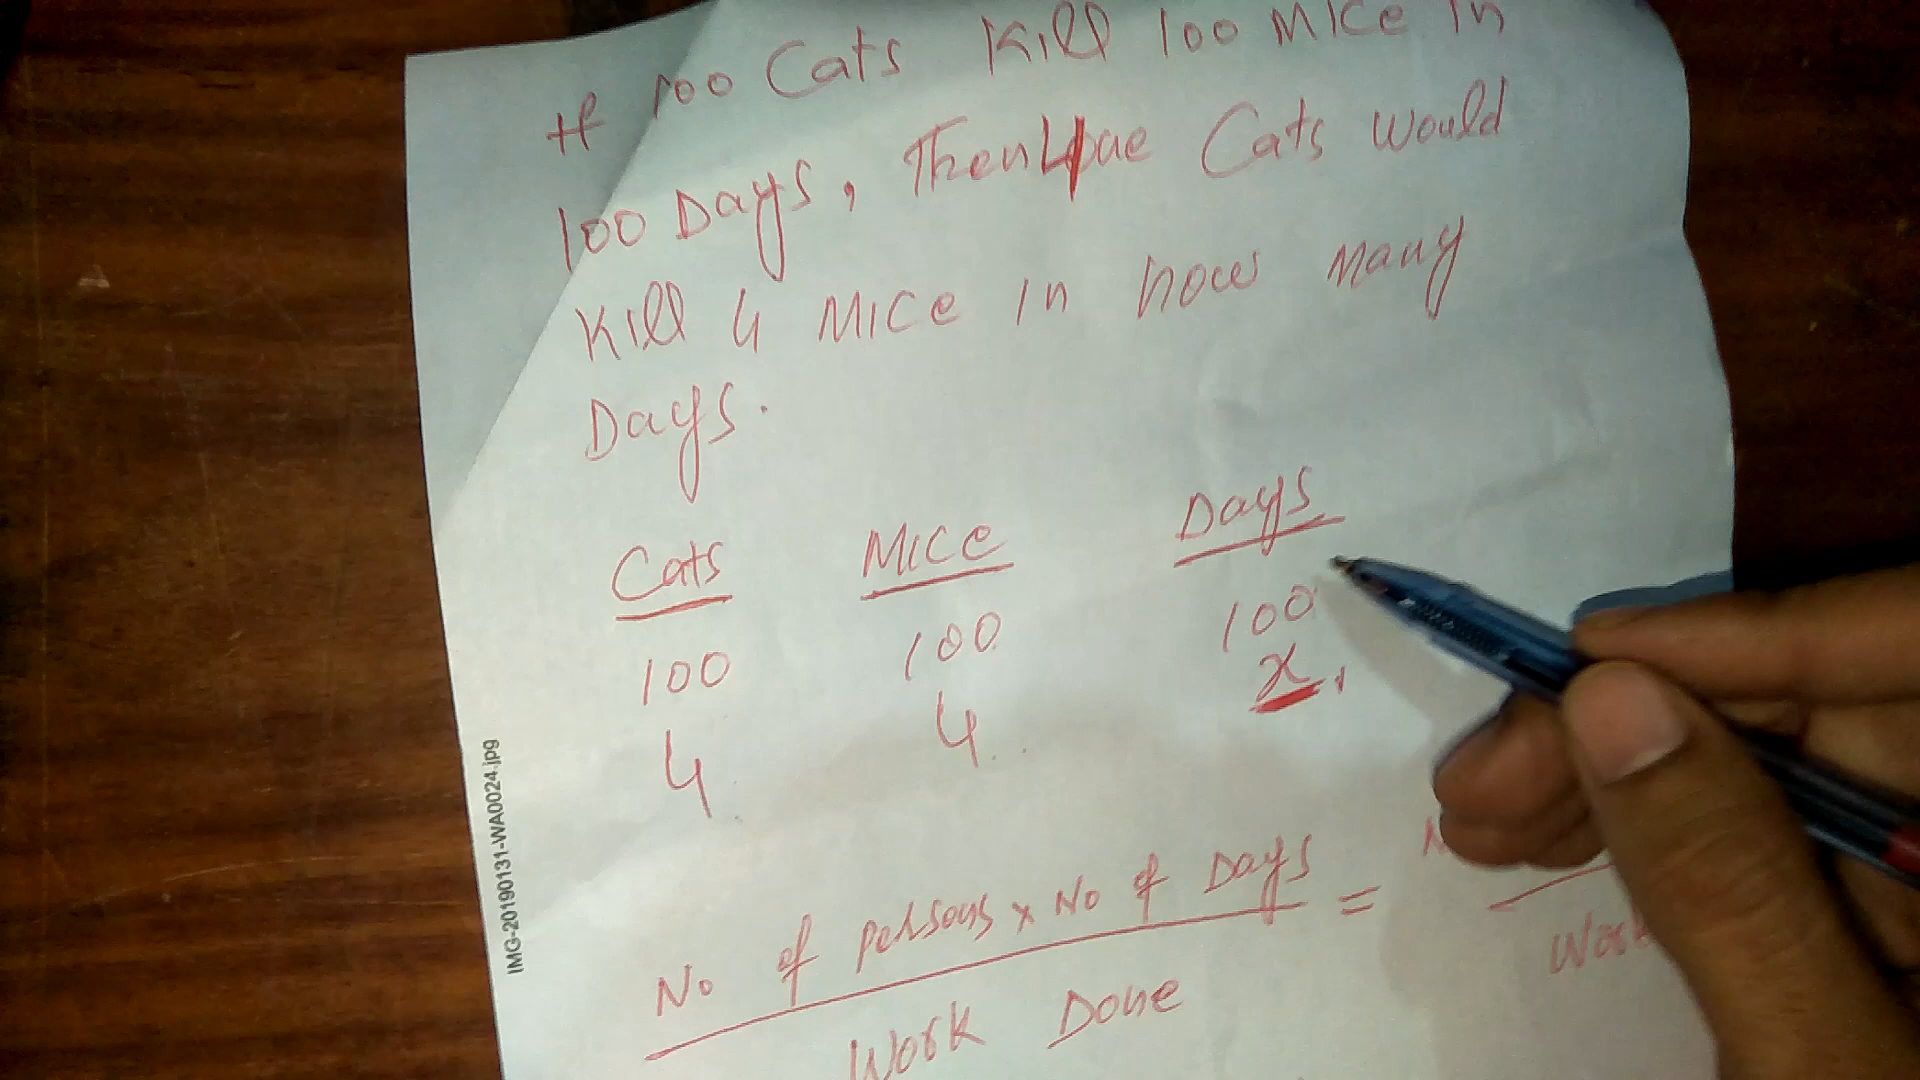 If 100 Cats Kill 100 Mice In
100 Days, Then 4 Cats Would
Kill 4 Mice In how Many
Days.
Cats Mice Days
100 100 100
4 4 x
No of persons x No of Days =
Work Done
Work
IMG-20190131-WA0024.jpg